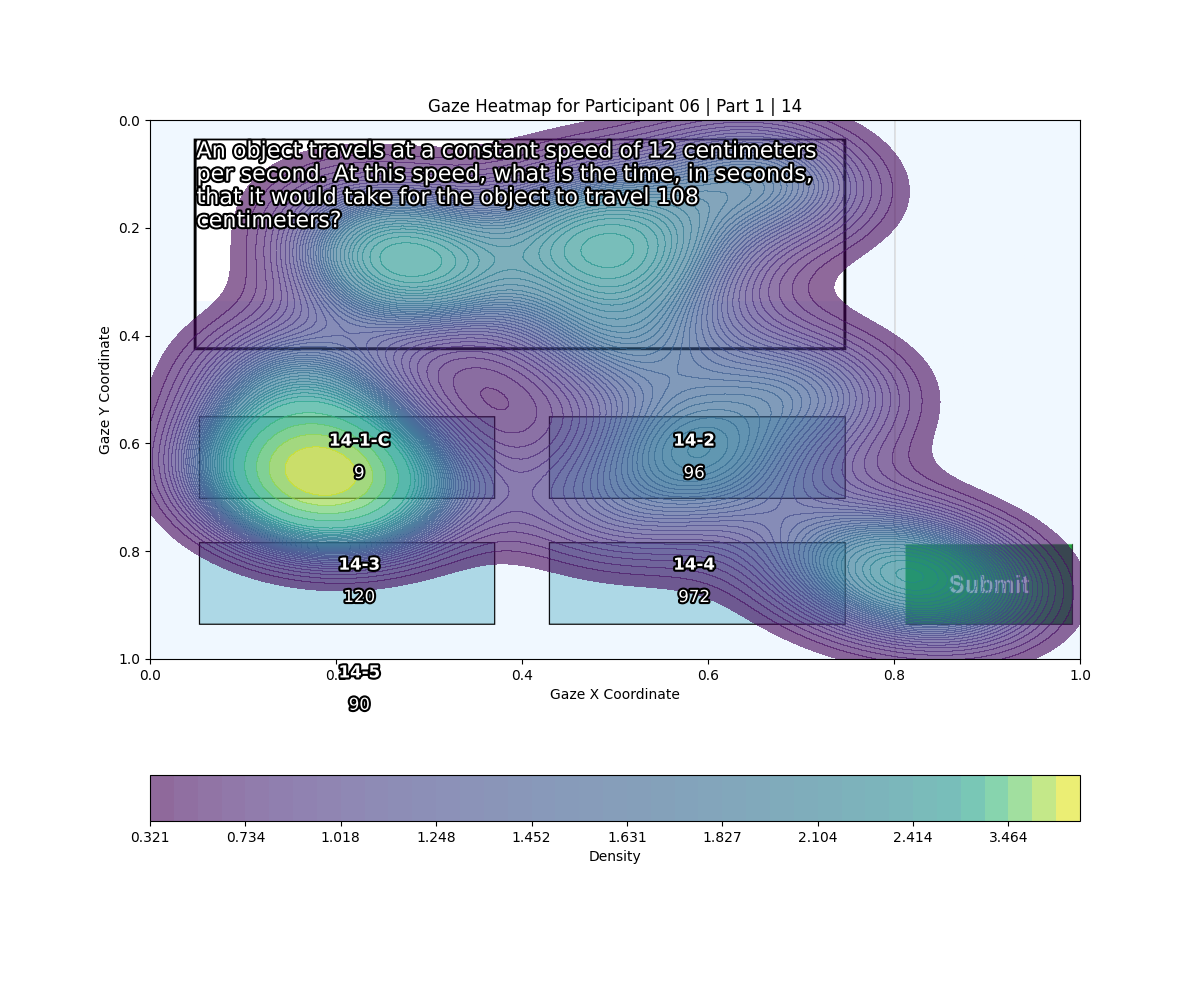 Gaze Heatmap for Participant 06 | Part 1 | 14
An object travels at a constant speed of 12 centimeters
per second. At this speed, what is the time, in seconds,
that it would take for the object to travel 108
centimeters?
14-1-C
9
14-2
96
14-3
120
14-4
972
Submit
14-5
90
0.0
0.2
0.4
0.6
0.8
1.0
Gaze Y Coordinate
0.0 0.2 0.4 0.6 0.8 1.0
Gaze X Coordinate
0.321 0.734 1.018 1.248 1.452 1.631 1.827 2.104 2.414 3.464
Density